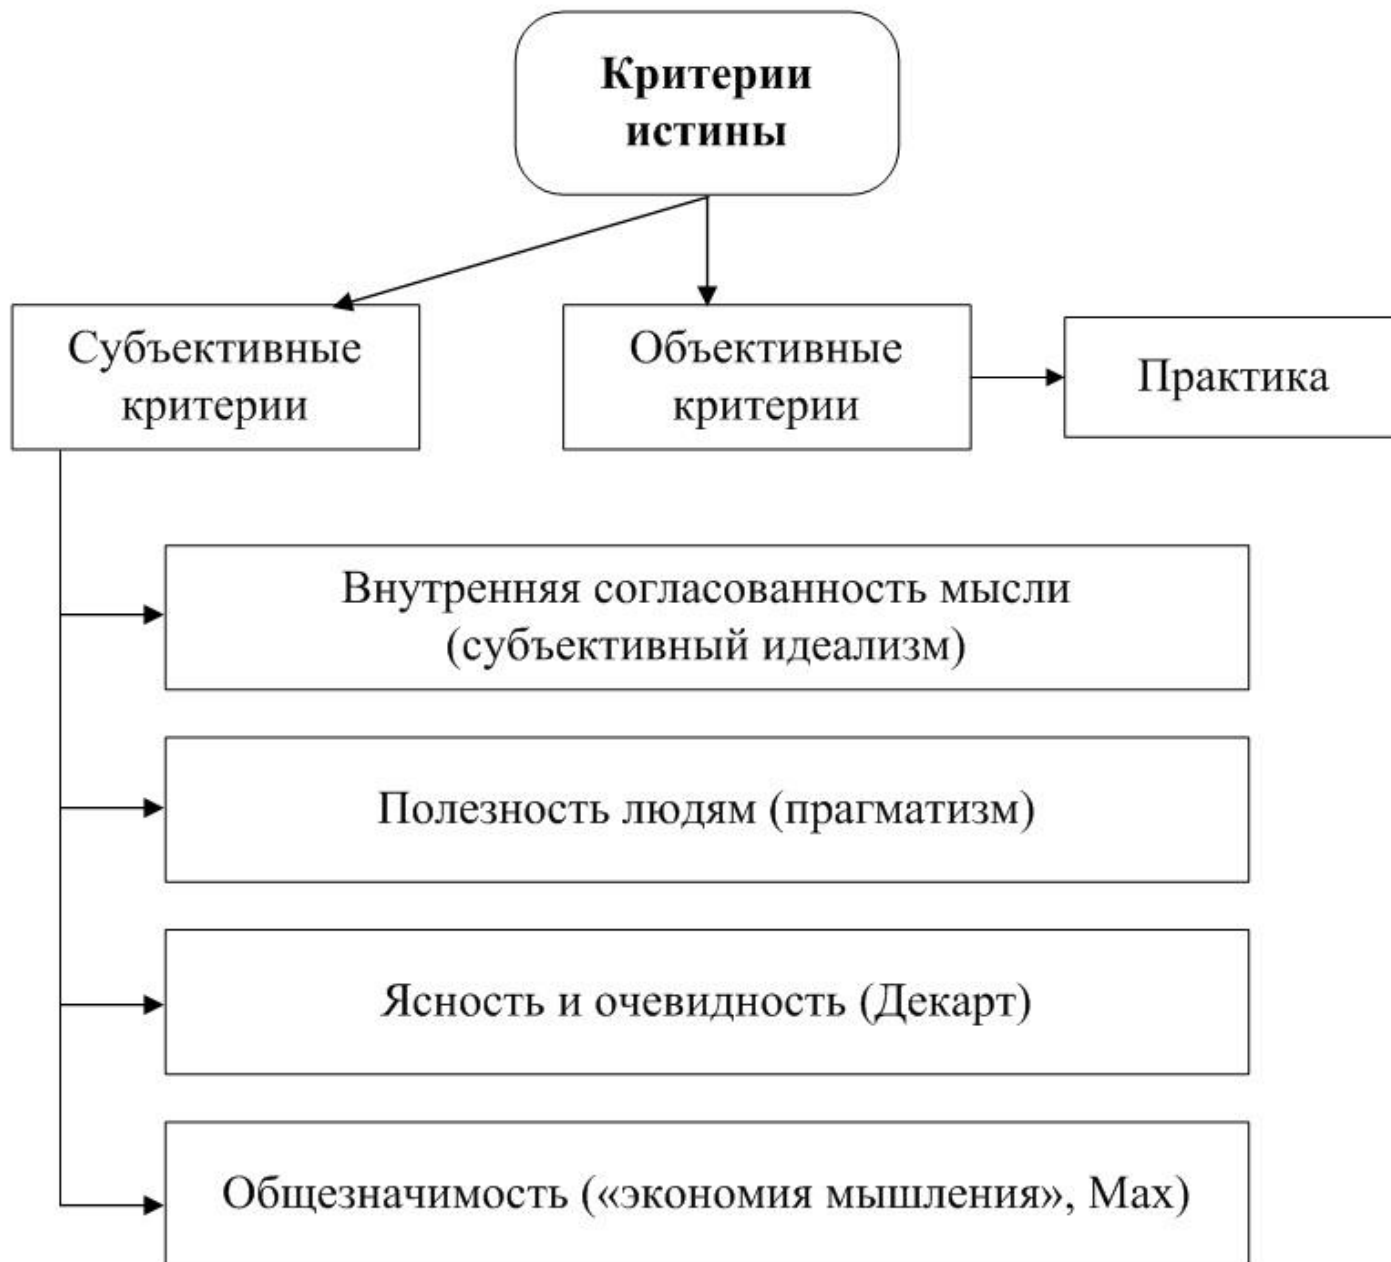 Критерии
истины
Субъективные
критерии
Объективные
критерии
Практика
Внутренняя согласованность мысли
(субъективный идеализм)
Полезность людям (прагматизм)
Ясность и очевидность (Декарт)
Общезначимость («экономия мышления», Мах)